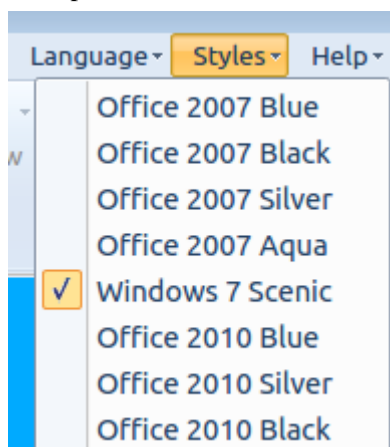 Language Styles Help
Office 2007 Blue
w
Office 2007 Black
Office 2007 Silver
Office 2007 Aqua
Windows 7 Scenic
Office 2010 Blue
Office 2010 Silver
Office 2010 Black